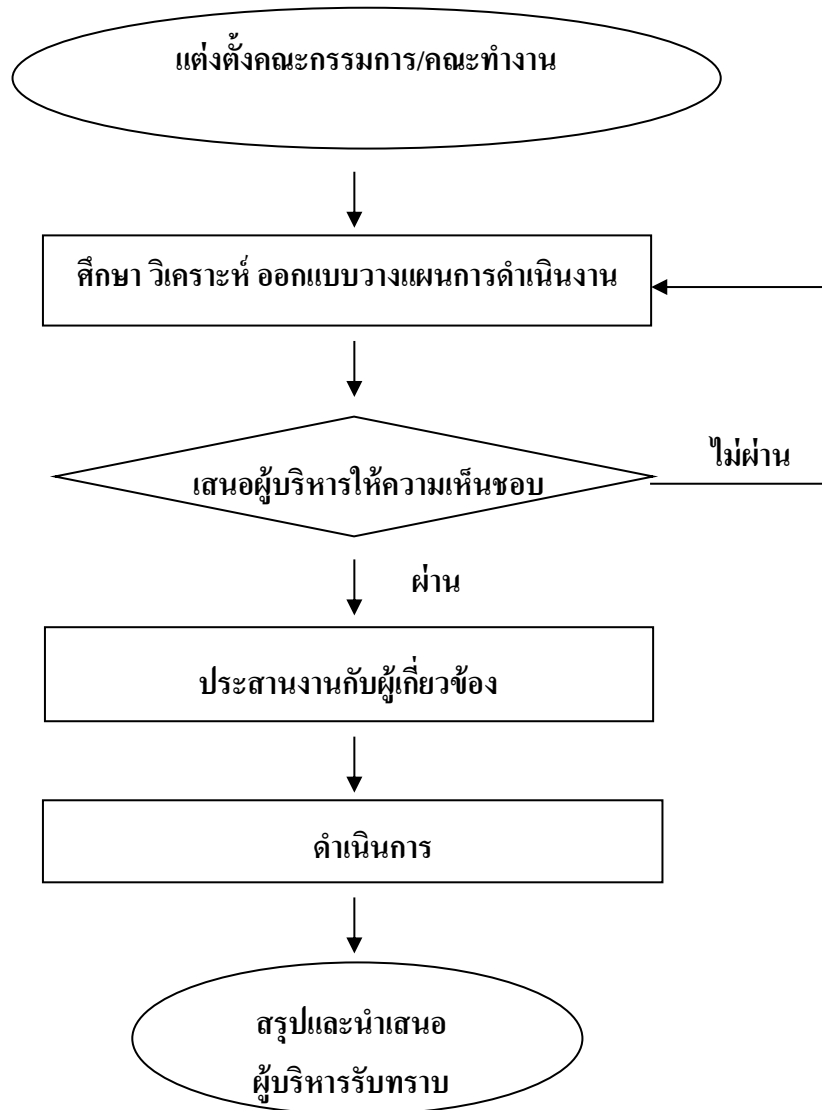 แต่งตั้งคณะกรรมการ/คณะทำงาน
ศึกษา วิเคราะห์ ออกแบบวางแผนการดำเนินงาน
เสนอผู้บริหารให้ความเห็นชอบ
ไม่ผ่าน
ผ่าน
ประสานงานกับผู้เกี่ยวข้อง
ดำเนินการ
สรุปและนำเสนอ
ผู้บริหารรับทราบ